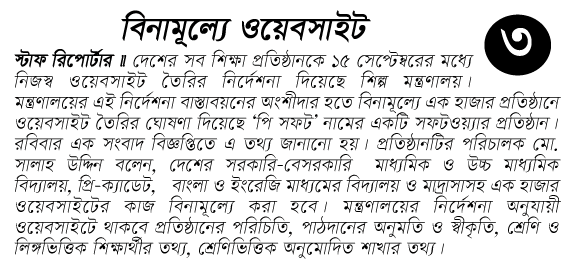 বিনামূল্যে ওয়েবসাইট
৩
স্টাফ রিপোর্টার ॥ দেশের সব শিক্ষা প্রতিষ্ঠানকে ১৫ সেপ্টেম্বরের মধ্যে
নিজস্ব ওয়েবসাইট তৈরির নির্দেশনা দিয়েছে শিল্প মন্ত্রণালয়।
মন্ত্রণালয়ের এই নির্দেশনা বাস্তাবয়নের অংশীদার হতে বিনামূল্যে এক হাজার প্রতিষ্ঠানে
ওয়েবসাইট তৈরির ঘোষণা দিয়েছে ‘পি সফট’ নামের একটি সফটওয়্যার প্রতিষ্ঠান।
রবিবার এক সংবাদ বিজ্ঞপ্তিতে এ তথ্য জানানো হয়। প্রতিষ্ঠানটির পরিচালক মো.
সালাহ উদ্দিন বলেন, দেশের সরকারি-বেসরকারি মাধ্যমিক ও উচ্চ মাধ্যমিক
বিদ্যালয়, প্রি-ক্যাডেট, বাংলা ও ইংরেজি মাধ্যমের বিদ্যালয় ও মাদ্রাসাসহ এক হাজার
ওয়েবসাইটের কাজ বিনামূল্যে করা হবে। মন্ত্রণালয়ের নির্দেশনা অনুযায়ী
ওয়েবসাইটে থাকবে প্রতিষ্ঠানের পরিচিতি, পাঠদানের অনুমতি ও স্বীকৃতি, শ্রেণি ও
লিঙ্গভিত্তিক শিক্ষার্থীর তথ্য, শ্রেণিভিত্তিক অনুমোদিত শাখার তথ্য।